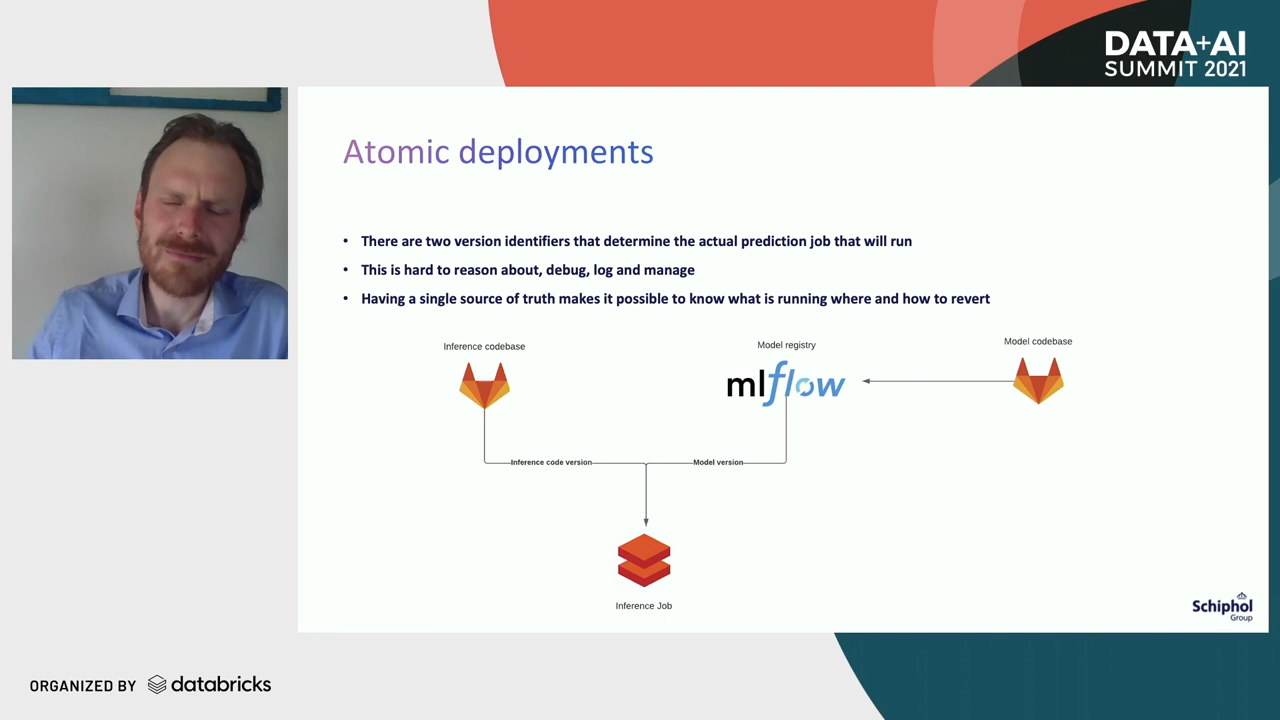 DATA+AI
SUMMIT 2021
Atomic deployments
• There are two version identifiers that determine the actual prediction job that will run
• This is hard to reason about, debug, log and manage
• Having a single source of truth makes it possible to know what is running where and how to revert
Inference codebase
Model registry
Model codebase
mlflow
Inference code version
Model version
Inference Job
Schiphol
Group
ORGANIZED BY databricks